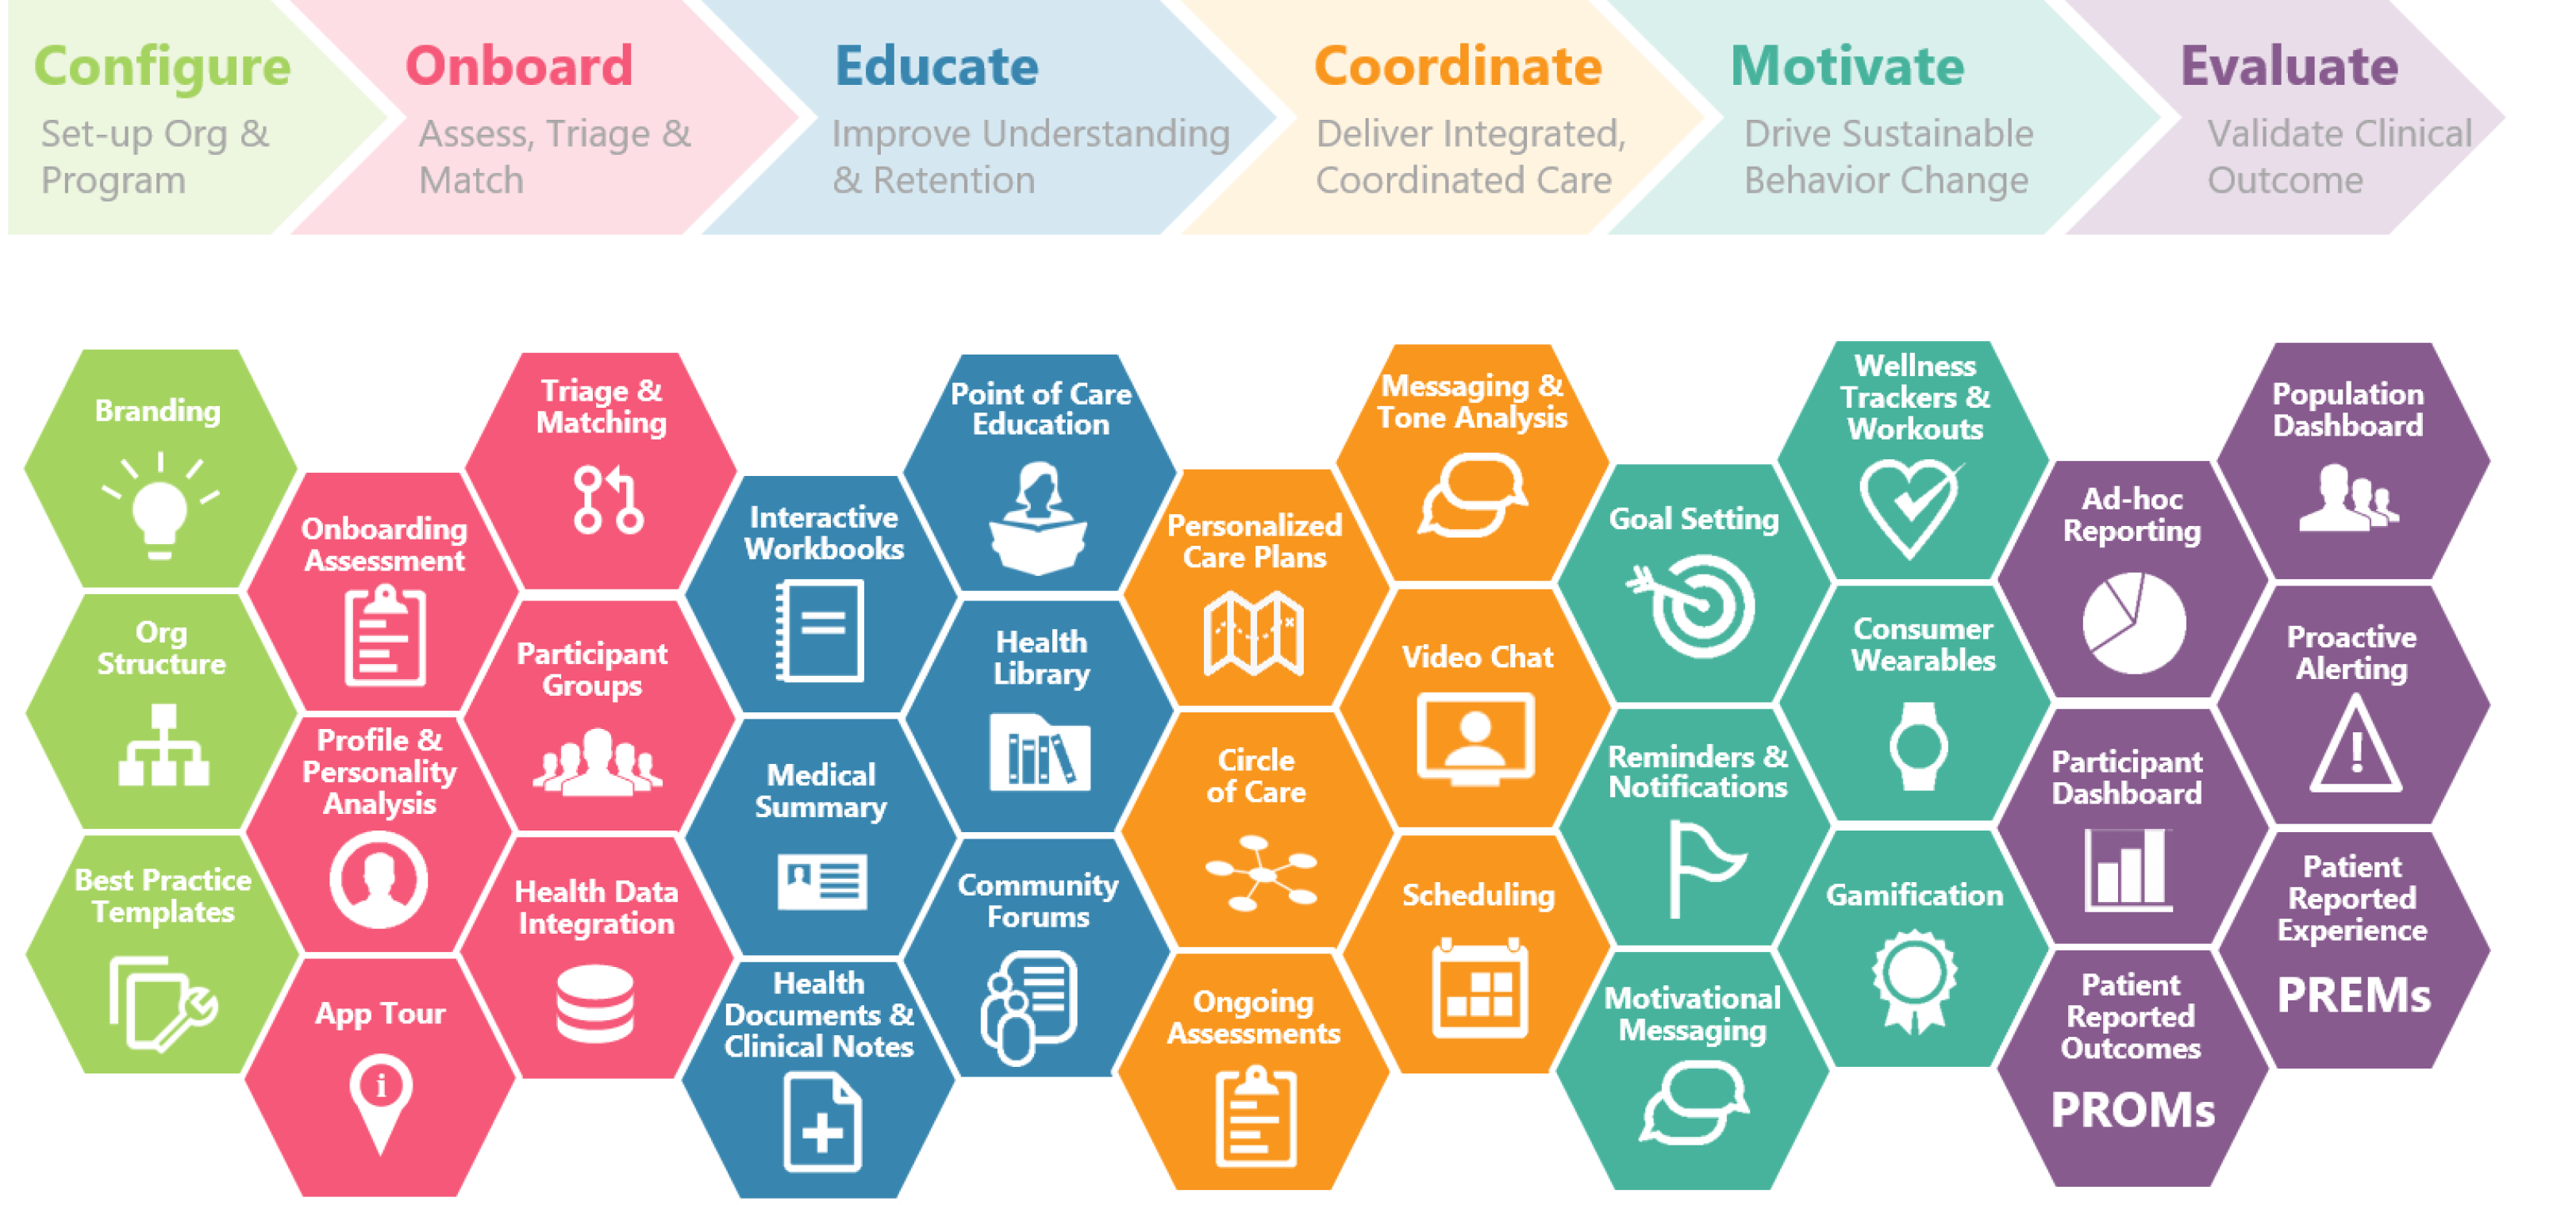 Configure
Set-up Org &
Program
Onboard
Assess, Triage &
Match
Educate
Improve Understanding
& Retention
Coordinate
Deliver Integrated,
Coordinated Care
Motivate
Drive Sustainable
Behavior Change
Evaluate
Validate Clinical
Outcome
Branding
Org
Structure
Best Practice
Templates
Onboarding
Assessment
Profile &
Personality
Analysis
App Tour
i
Triage &
Matching
Participant
Groups
Health Data
Integration
Interactive
Workbooks
Medical
Summary
Health
Documents &
Clinical Notes
Point of Care
Education
Health
Library
Community
Forums
Personalized
Care Plans
Circle
of Care
Ongoing
Assessments
Messaging &
Tone Analysis
Video Chat
Scheduling
Goal Setting
Reminders &
Notifications
Motivational
Messaging
Wellness
Trackers &
Workouts
Consumer
Wearables
Gamification
Ad-hoc
Reporting
Participant
Dashboard
Patient
Reported
Outcomes
PROMs
Population
Dashboard
Proactive
Alerting
!
Patient
Reported
Experience
PREMs